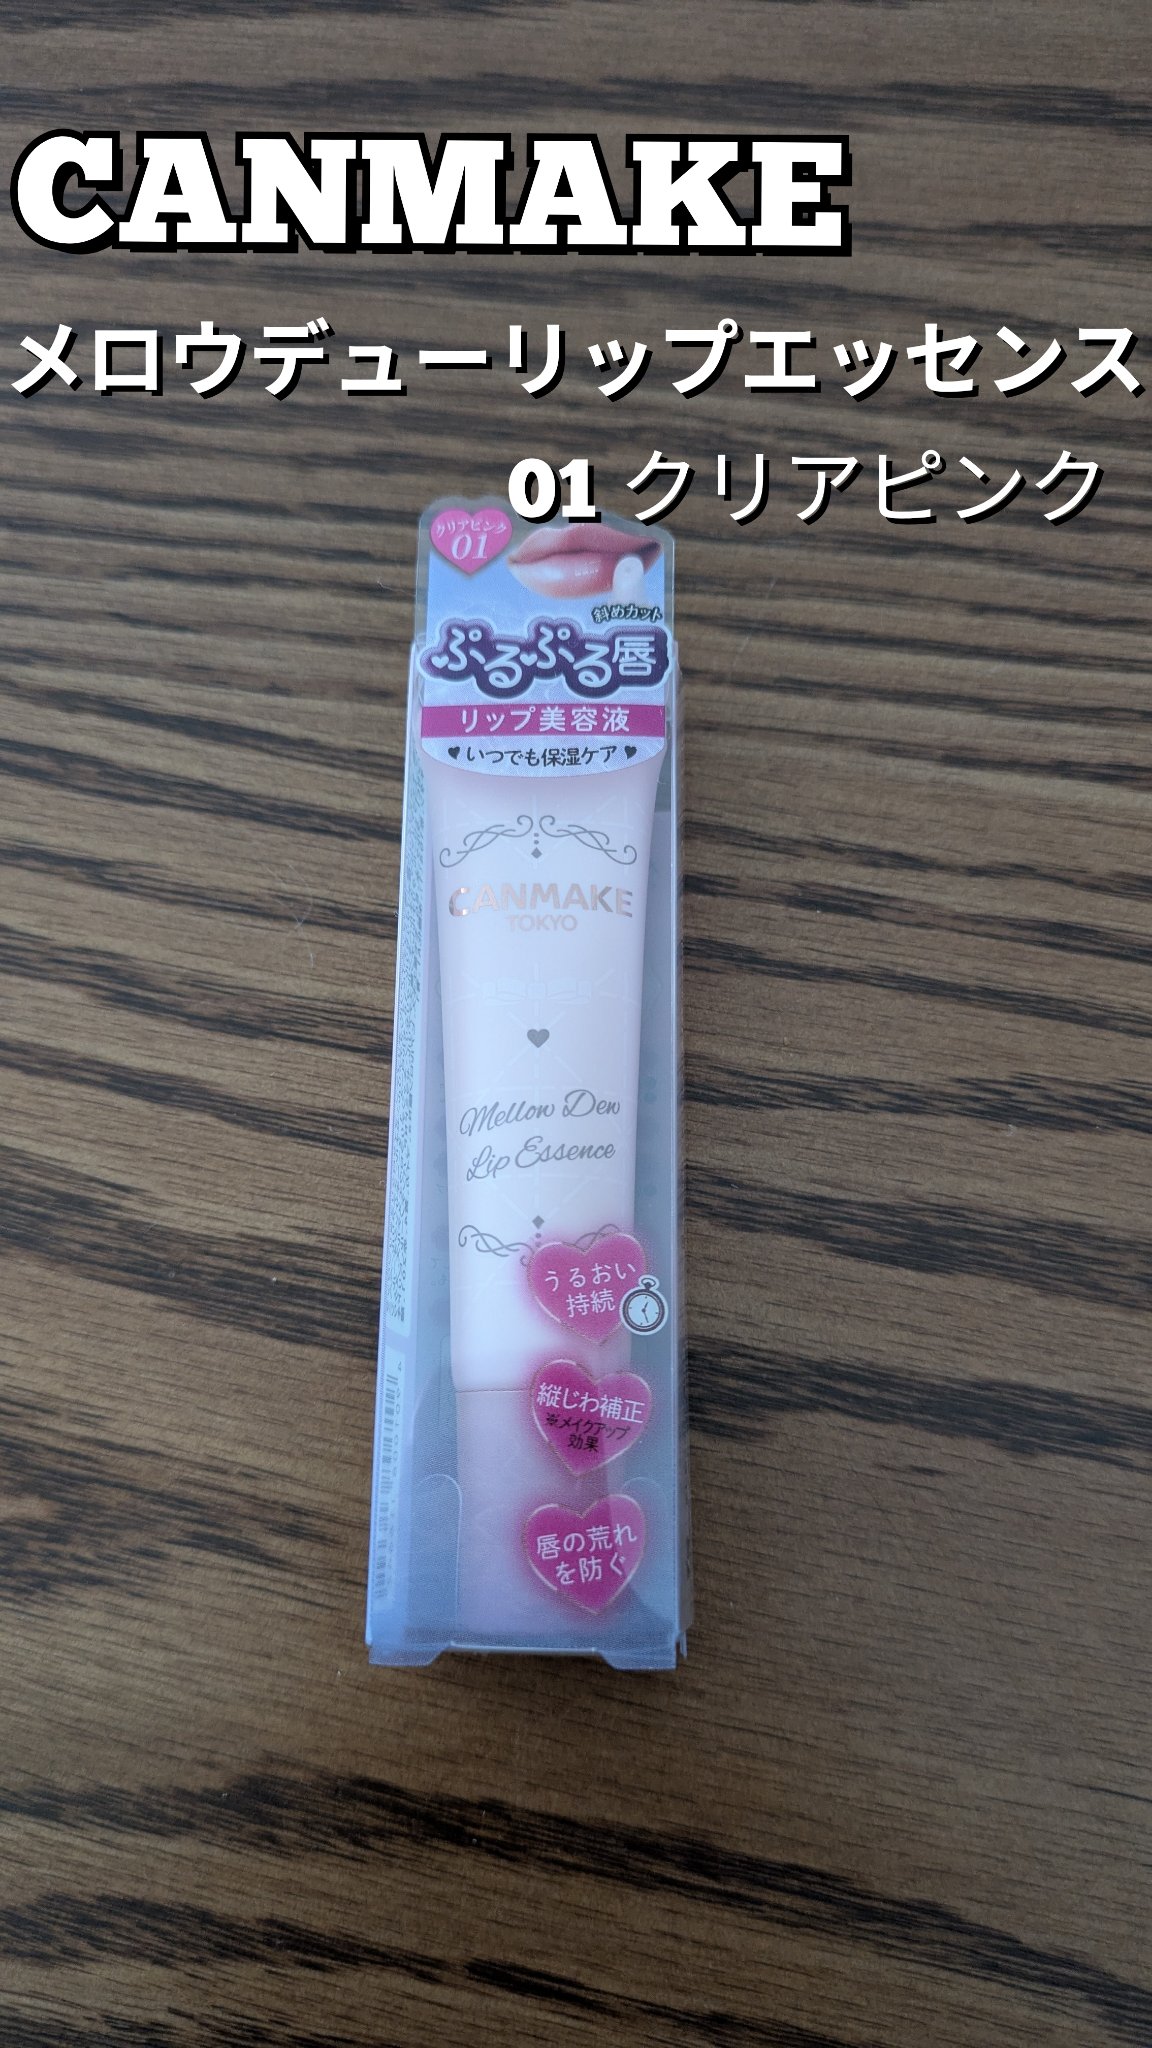 CANMAKE
メロウデューリップエッセンス
01 クリアピンク
クリアピンク
01
斜めカット
ぷるぷる唇
リップ美容液
♥いつでも保湿ケア♥
CANMAKE
TOKYO
Mellow Dew
Lip Essence
うるおい
持続
縦じわ補正
※メイクアップ
効果
唇の荒れ
を防ぐ